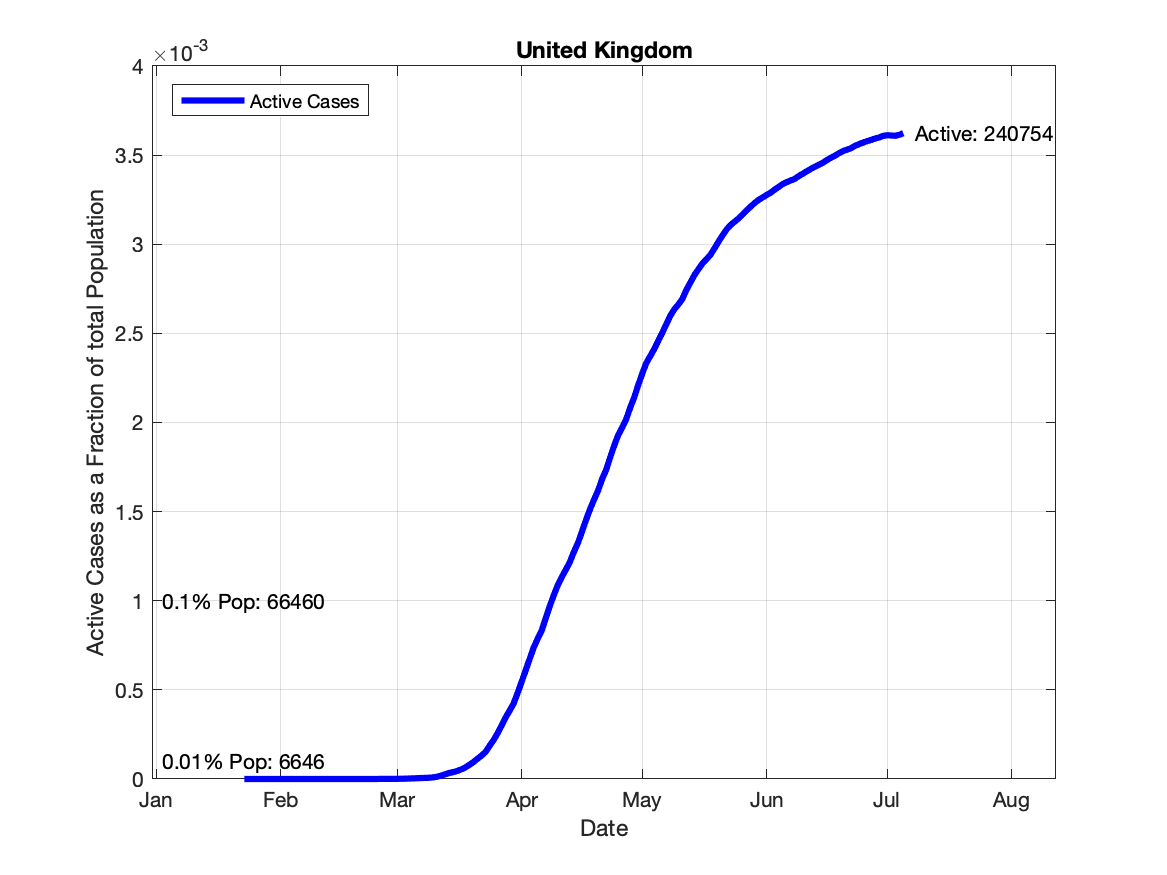 United Kingdom
×10-3
4
3.5
3
2.5
2
1.5
1
0.5
0
Active Cases as a Fraction of total Population
Active Cases
Active: 240754
0.1% Pop: 66460
0.01% Pop: 6646
Jan Feb Mar Apr May Jun Jul Aug
Date